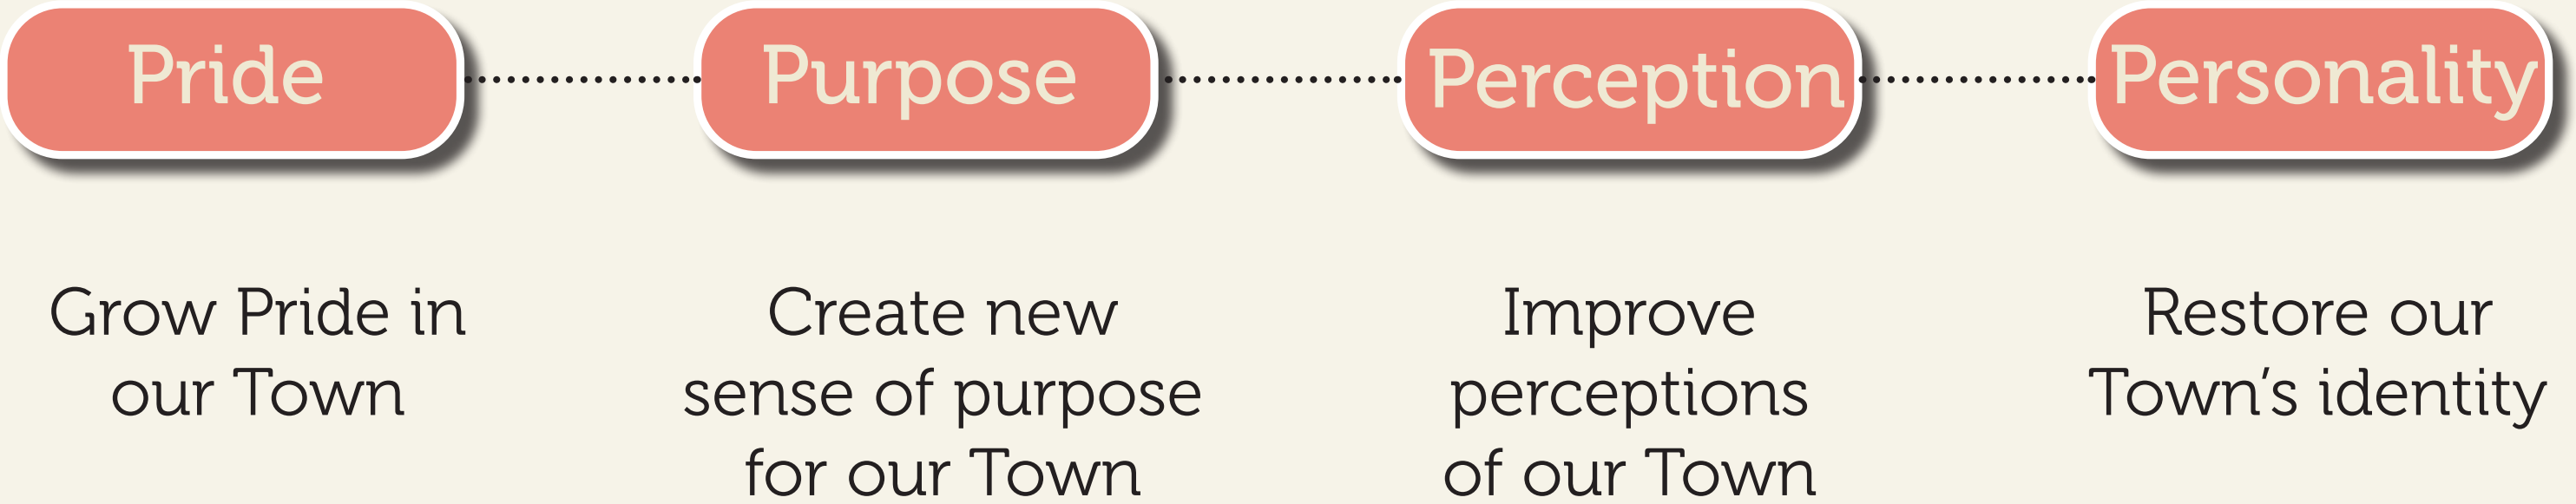 Pride
Purpose
Perception
Personality
Grow Pride in
our Town
Create new
sense of purpose
for our Town
Improve
perceptions
of our Town
Restore our
Town's identity